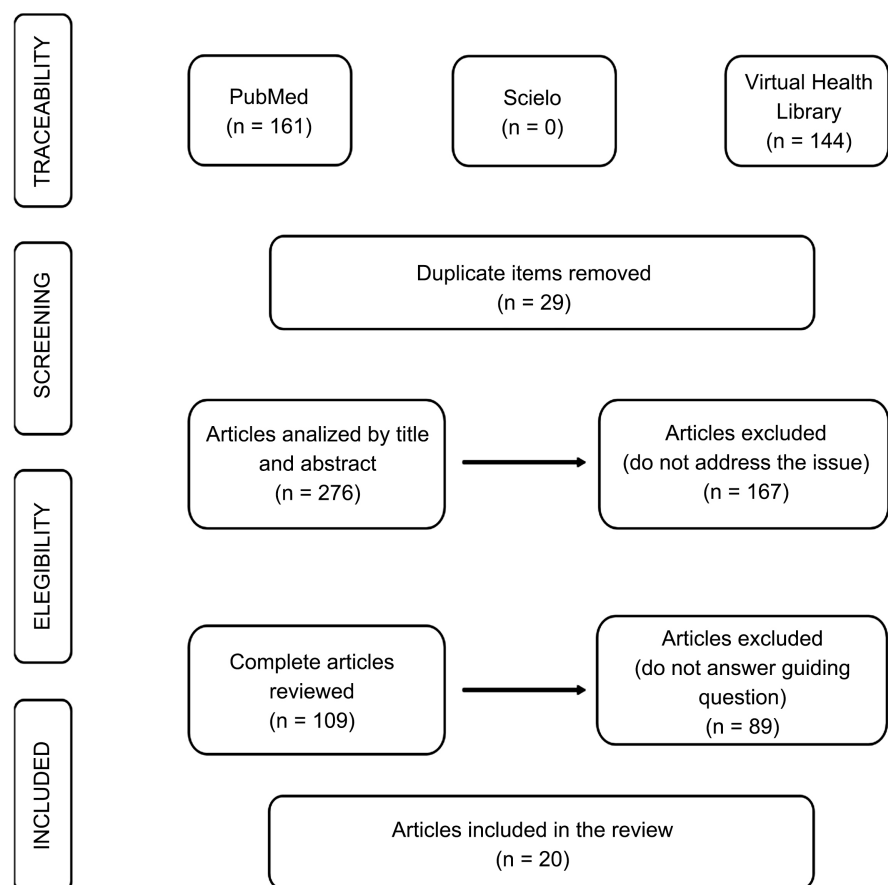 TRACEABILITY
PubMed
(n = 161)
Scielo
(n = 0)
Virtual Health
Library
(n = 144)
SCREENING
Duplicate items removed
(n = 29)
Articles analized by title
and abstract
(n = 276)
Articles excluded
(do not address the issue)
(n = 167)
ELEGIBILITY
Complete articles
reviewed
(n = 109)
Articles excluded
(do not answer guiding
question)
(n = 89)
INCLUDED
Articles included in the review
(n = 20)